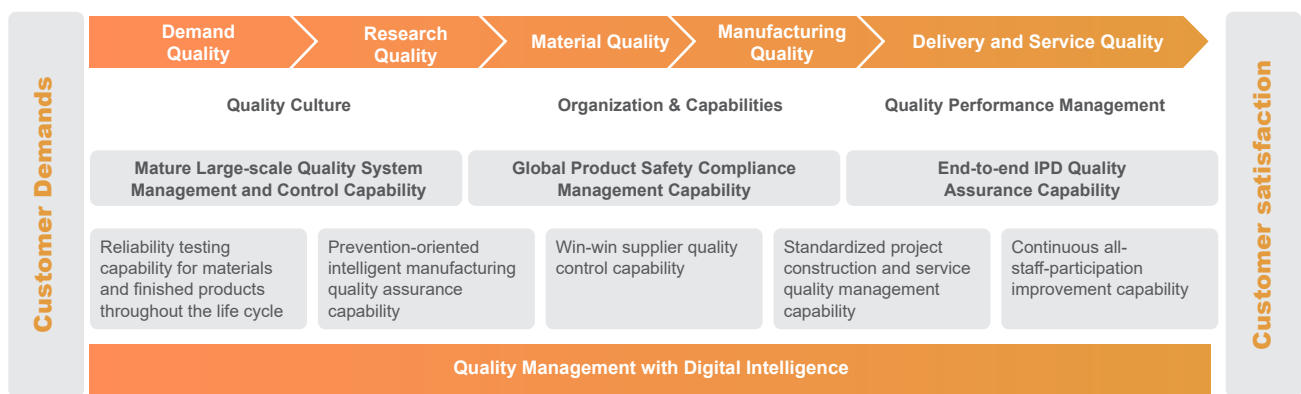 Customer Demands
Demand
Quality
Research
Quality
Material Quality
Manufacturing
Quality
Delivery and Service Quality
Quality Culture
Organization & Capabilities
Quality Performance Management
Mature Large-scale Quality System
Management and Control Capability
Global Product Safety Compliance
Management Capability
End-to-end IPD Quality
Assurance Capability
Reliability testing
capability for materials
and finished products
throughout the life cycle
Prevention-oriented
intelligent manufacturing
quality assurance
capability
Win-win supplier quality
control capability
Standardized project
construction and service
quality management
capability
Continuous all-
staff-participation
improvement capability
Quality Management with Digital Intelligence
Customer satisfaction